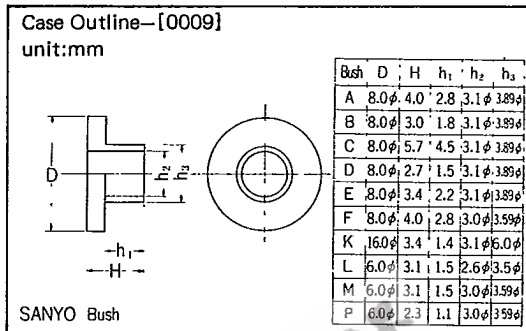 Case Outline—[0009]
unit:mm
Bush D H h₁ h₂ h₃
A 8.0ϕ 4.0 2.8 3.1ϕ 3.89ϕ
B 8.0ϕ 3.0 1.8 3.1ϕ 3.89ϕ
C 8.0ϕ 5.7 4.5 3.1ϕ 3.89ϕ
D 8.0ϕ 2.7 1.5 3.1ϕ 3.89ϕ
E 8.0ϕ 3.4 2.2 3.1ϕ 3.89ϕ
F 8.0ϕ 4.0 2.8 3.0ϕ 3.59ϕ
K 16.0ϕ 3.4 1.4 3.1ϕ 6.0ϕ
L 6.0ϕ 3.1 1.5 2.6ϕ 3.5ϕ
M 6.0ϕ 3.1 1.5 3.0ϕ 3.59ϕ
P 6.0ϕ 2.3 1.1 3.0ϕ 3.59ϕ
D
h₂
h₃
h₁
H
SANYO Bush